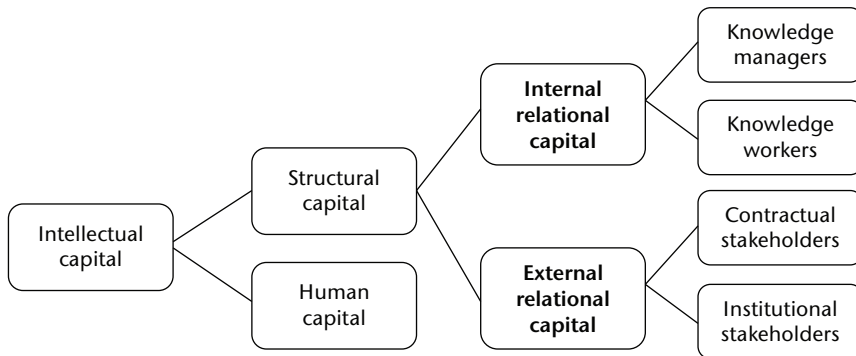 Intellectual
capital
Structural
capital
Human
capital
Internal
relational
capital
External
relational
capital
Knowledge
managers
Knowledge
workers
Contractual
stakeholders
Institutional
stakeholders